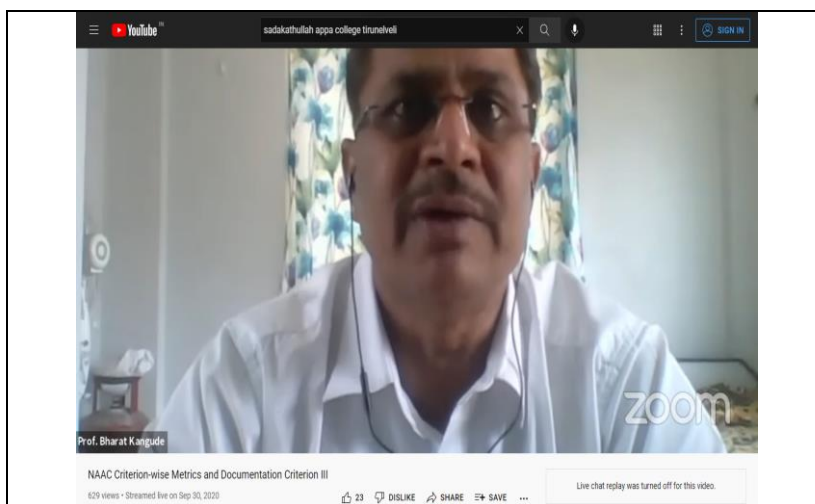 YouTube IN
sadakathullah appa college tirunelveli
SIGN IN
zoom
Prof. Bharat Kangude
NAAC Criterion-wise Metrics and Documentation Criterion III
629 views • Streamed live on Sep 30, 2020
23 DISLIKE SHARE SAVE
Live chat replay was turned off for this video.